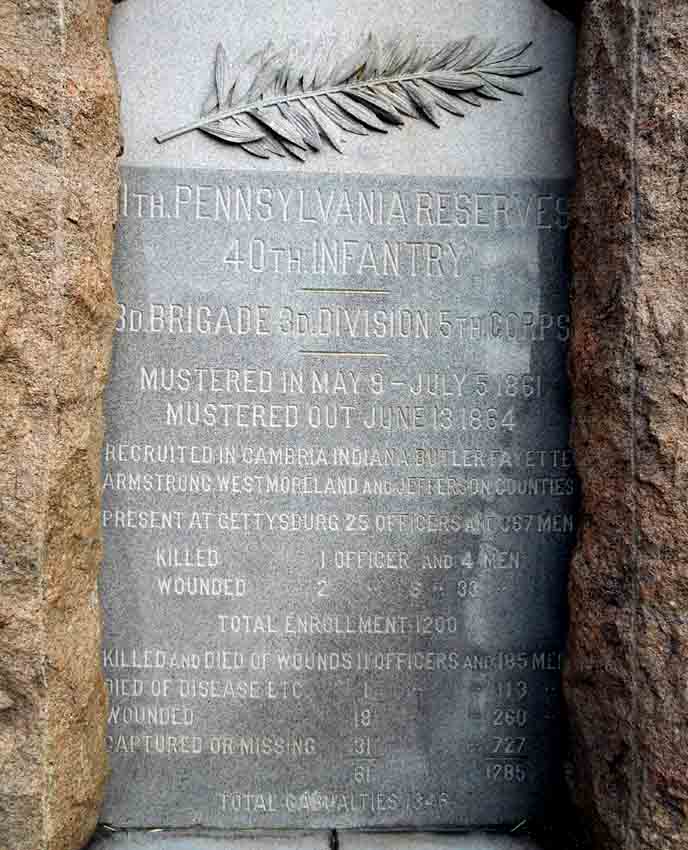 11TH. PENNSYLVANIA RESERVES
40TH. INFANTRY
3D. BRIGADE 3D. DIVISION 5TH CORPS
MUSTERED IN MAY 9 – JULY 5 1861
MUSTERED OUT JUNE 13 1864
RECRUITED IN CAMBRIA INDIANA BUTLER FAYETTE
ARMSTRONG, WESTMORELAND AND JEFFERSON COUNTIES
PRESENT AT GETTYSBURG 25 OFFICERS AND 367 MEN
KILLED 1 OFFICER AND 4 MEN
WOUNDED 2 " & " 33 "
TOTAL ENROLLMENT 1200
KILLED AND DIED OF WOUNDS 11 OFFICERS AND 185 MEN
DIED OF DISEASE ETC. 1 " " 113 "
WOUNDED 18 " 260 "
CAPTURED OR MISSING 31 " " 727 "
61 1285
TOTAL CASUALTIES 1346